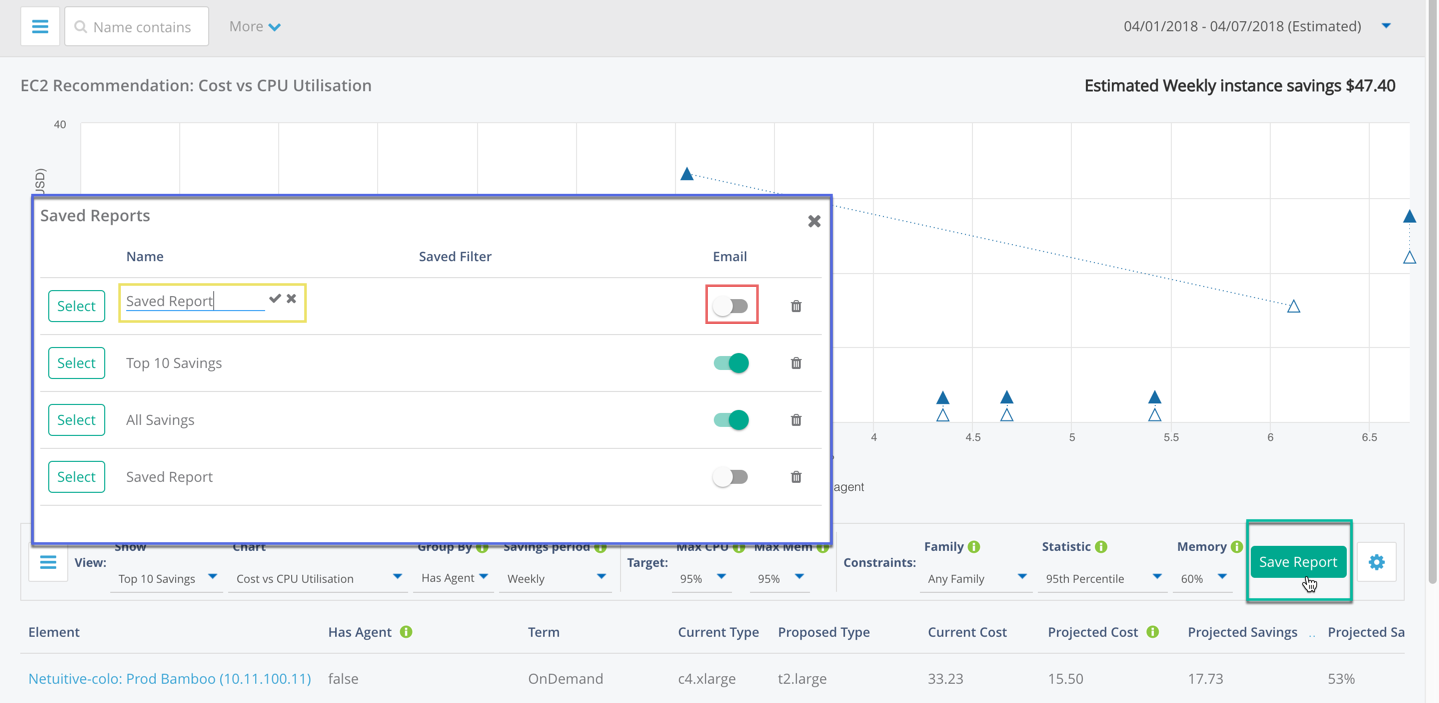 Name contains More 04/01/2018 - 04/07/2018 (Estimated)
EC2 Recommendation: Cost vs CPU Utilisation Estimated Weekly instance savings $47.40
40
USD)
Saved Reports
Name Saved Filter Email
Select Saved Report
Select Top 10 Savings
Select All Savings
Select Saved Report
4 4.5 5 5.5 6 6.5
agent
Show Chart Group By Savings period Max CPU Max Mem Family Statistic Memory
View: Target: Constraints: Save Report
Top 10 Savings Cost vs CPU Utilisation Has Agent Weekly 95% 95% Any Family 95th Percentile 60%
Element Has Agent Term Current Type Proposed Type Current Cost Projected Cost Projected Savings .. Projected Sa
Netuitive-colo: Prod Bamboo (10.11.100.11) false OnDemand c4.xlarge t2.large 33.23 15.50 17.73 53%